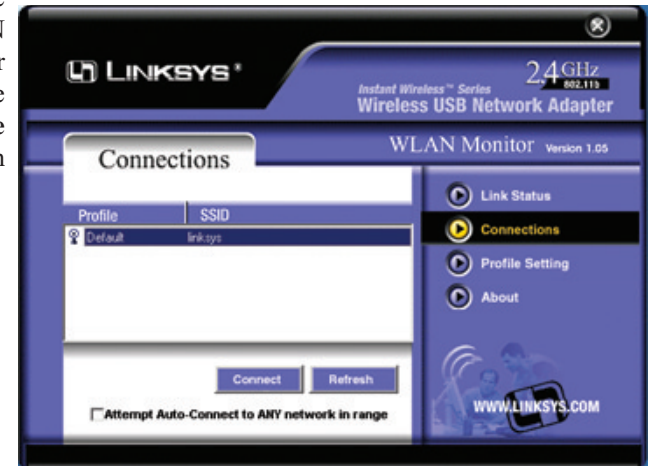 LINKSYS®
2.4 GHz
802.11b
Instant Wireless™ Series
Wireless USB Network Adapter
WLAN Monitor Version 1.05
Connections
Profile SSID
Default linksys
Link Status
Connections
Profile Setting
About
Connect Refresh
Attempt Auto-Connect to ANY network in range
WWW.LINKSYS.COM